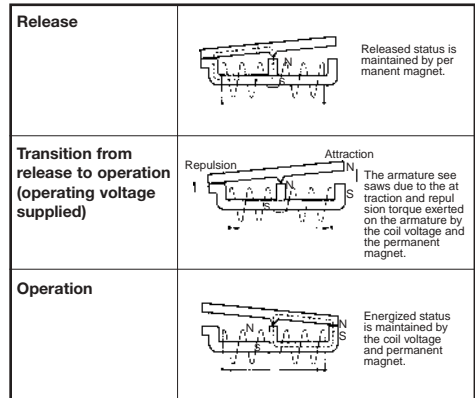 Release
Released status is
maintained by per
manent magnet.
N
S
Transition from
release to operation
(operating voltage
supplied)
Repulsion
Attraction
N
N
S
S
The armature see
saws due to the at
traction and repul
sion torque exerted
on the armature by
the coil voltage and
the permanent
magnet.
Operation
N
N
S
S
Energized status
is maintained by
the coil voltage
and permanent
magnet.